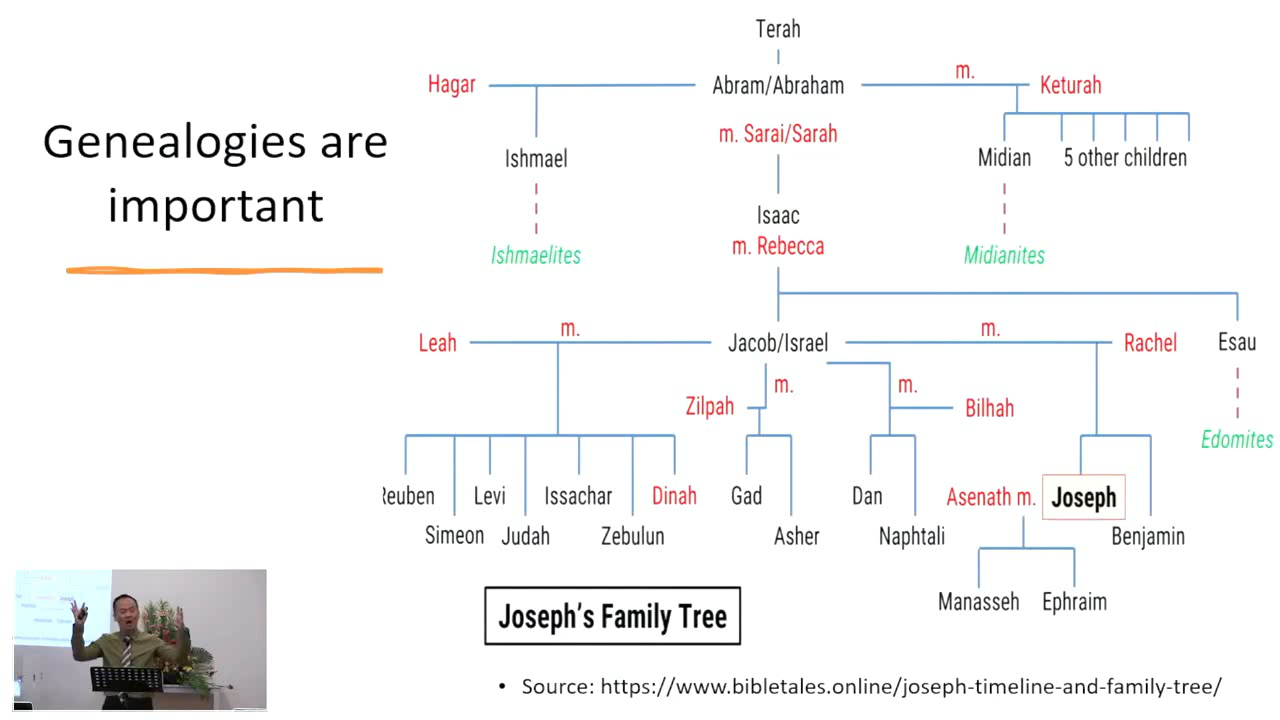 Genealogies are
important
Terah
Hagar
Abram/Abraham
m.
Keturah
m. Sarai/Sarah
Ishmael
Midian
5 other children
Isaac
m. Rebecca
Ishmaelites
Midianites
Leah
m.
Jacob/Israel
m.
Rachel
Esau
Zilpah
m.
m.
Bilhah
Edomites
Reuben
Levi
Issachar
Dinah
Gad
Dan
Asenath m.
Joseph
Simeon
Judah
Zebulun
Asher
Naphtali
Benjamin
Manasseh
Ephraim
Joseph's Family Tree
• Source: https://www.bibletales.online/joseph-timeline-and-family-tree/